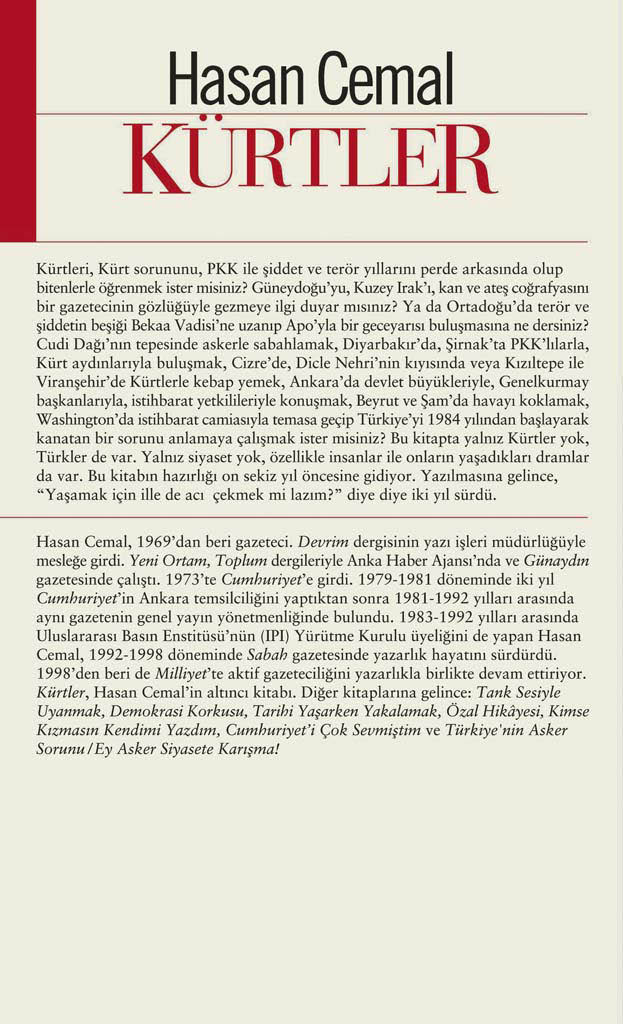 Hasan Cemal
KÜRTLER
Kürtleri, Kürt sorununu, PKK ile şiddet ve terör yıllarını perde arkasında olup
bitenlerle öğrenmek ister misiniz? Güneydoğu’yu, Kuzey Irak’ı, kan ve ateş coğrafyasını
bir gazetecinin gözlüğüyle gezmeye ilgi duyar mısınız? Ya da Ortadoğu’da terör ve
şiddetin beşiği Bekaa Vadisi’ne uzanıp Apo’yla bir geceyarısı buluşmasına ne dersiniz?
Cudi Dağı’nın tepesinde askerle sabahlamak, Diyarbakır’da, Şirnak’ta PKK’lılarla,
Kürt aydınlarıyla buluşmak, Cizre’de, Dicle Nehri’nin kıyısında veya Kızıltepe ile
Viranşehir’de Kürtlerle kebap yemek, Ankara’da devlet büyükleriyle, Genelkurmay
başkanlarıyla, istihbarat yetkilileriyle konuşmak, Beyrut ve Şam’da havayı koklamak,
Washington’da istihbarat camiasıyla temasa geçip Türkiye’yi 1984 yılından başlayarak
kanatan bir sorunu anlamaya çalışmak ister misiniz? Bu kitapta yalnız Kürtler yok,
Türkler de var. Yalnız siyaset yok, özellikle insanlar ile onların yaşadıkları dramlar
da var. Bu kitabın hazırlığı on sekiz yıl öncesine gidiyor. Yazılmasına gelince,
“Yaşamak için ille de acı çekmek mi lazım?” diye diye iki yıl sürdü.
Hasan Cemal, 1969’dan beri gazeteci. Devrim dergisinin yazı işleri müdürlüğüyle
mesleğe girdi. Yeni Ortam, Toplum dergileriyle Anka Haber Ajansı’nda ve Günaydın
gazetesinde çalıştı. 1973’te Cumhuriyet’e girdi. 1979-1981 döneminde iki yıl
Cumhuriyet’in Ankara temsilciliğini yaptıktan sonra 1981-1992 yılları arasında
aynı gazetenin genel yayın yönetmenliğinde bulundu. 1983-1992 yılları arasında
Uluslararası Basın Enstitüsü’nün (IPI) Yürütme Kurulu üyeliğini de yapan Hasan
Cemal, 1992-1998 döneminde Sabah gazetesinde yazarlık hayatını sürdürdü.
1998’den beri de Milliyet’te aktif gazeteciliğini yazarlıkla birlikte devam ettiriyor.
Kürtler, Hasan Cemal’in altıncı kitabı. Diğer kitaplarına gelince: Tank Sesiyle
Uyanmak, Demokrasi Korkusu, Tarihi Yaşarken Yakalamak, Özal Hikâyesi, Kimse
Kızmasın Kendimi Yazdım, Cumhuriyet’i Çok Sevmiştim ve Türkiye'nin Asker
Sorunu / Ey Asker Siyasete Karışma!